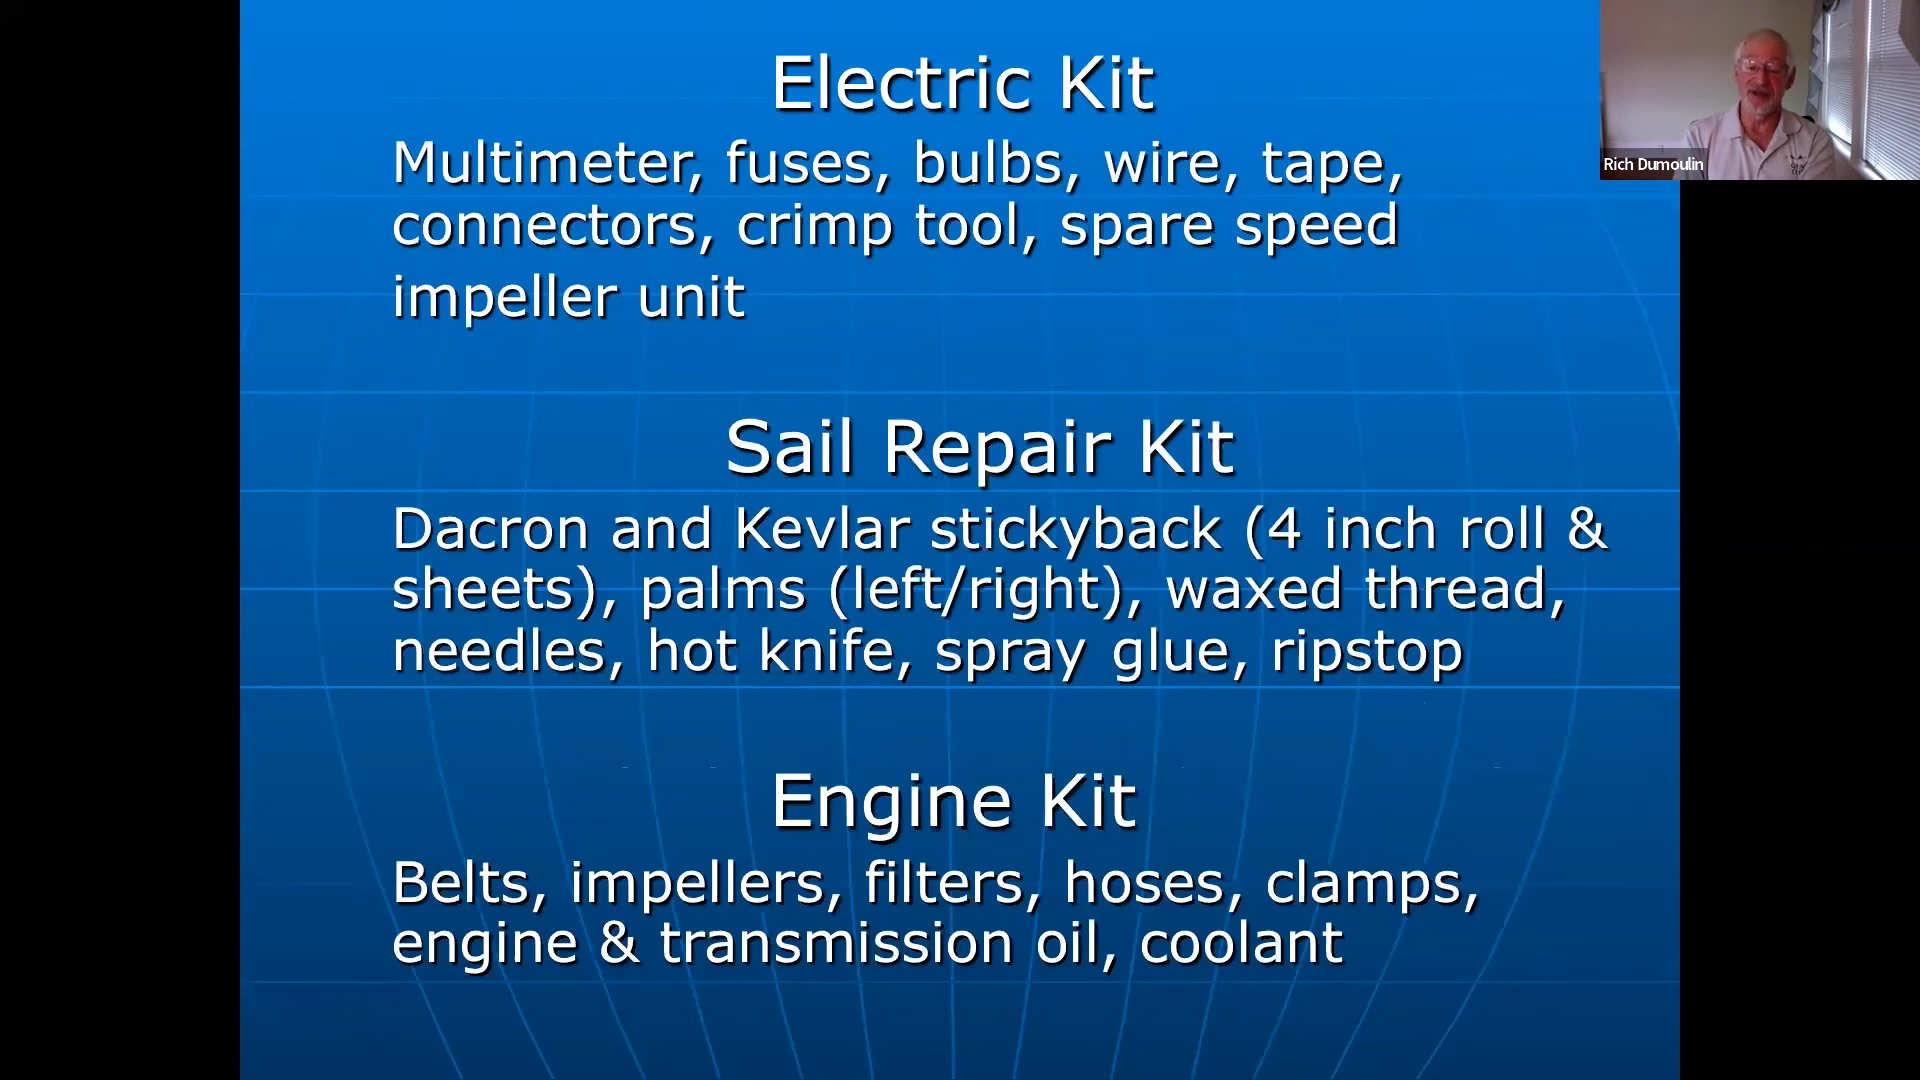 Electric Kit
Multimeter, fuses, bulbs, wire, tape,
connectors, crimp tool, spare speed
impeller unit
Sail Repair Kit
Dacron and Kevlar stickyback (4 inch roll &
sheets), palms (left/right), waxed thread,
needles, hot knife, spray glue, ripstop
Engine Kit
Belts, impellers, filters, hoses, clamps,
engine & transmission oil, coolant
Rich Dumoulin